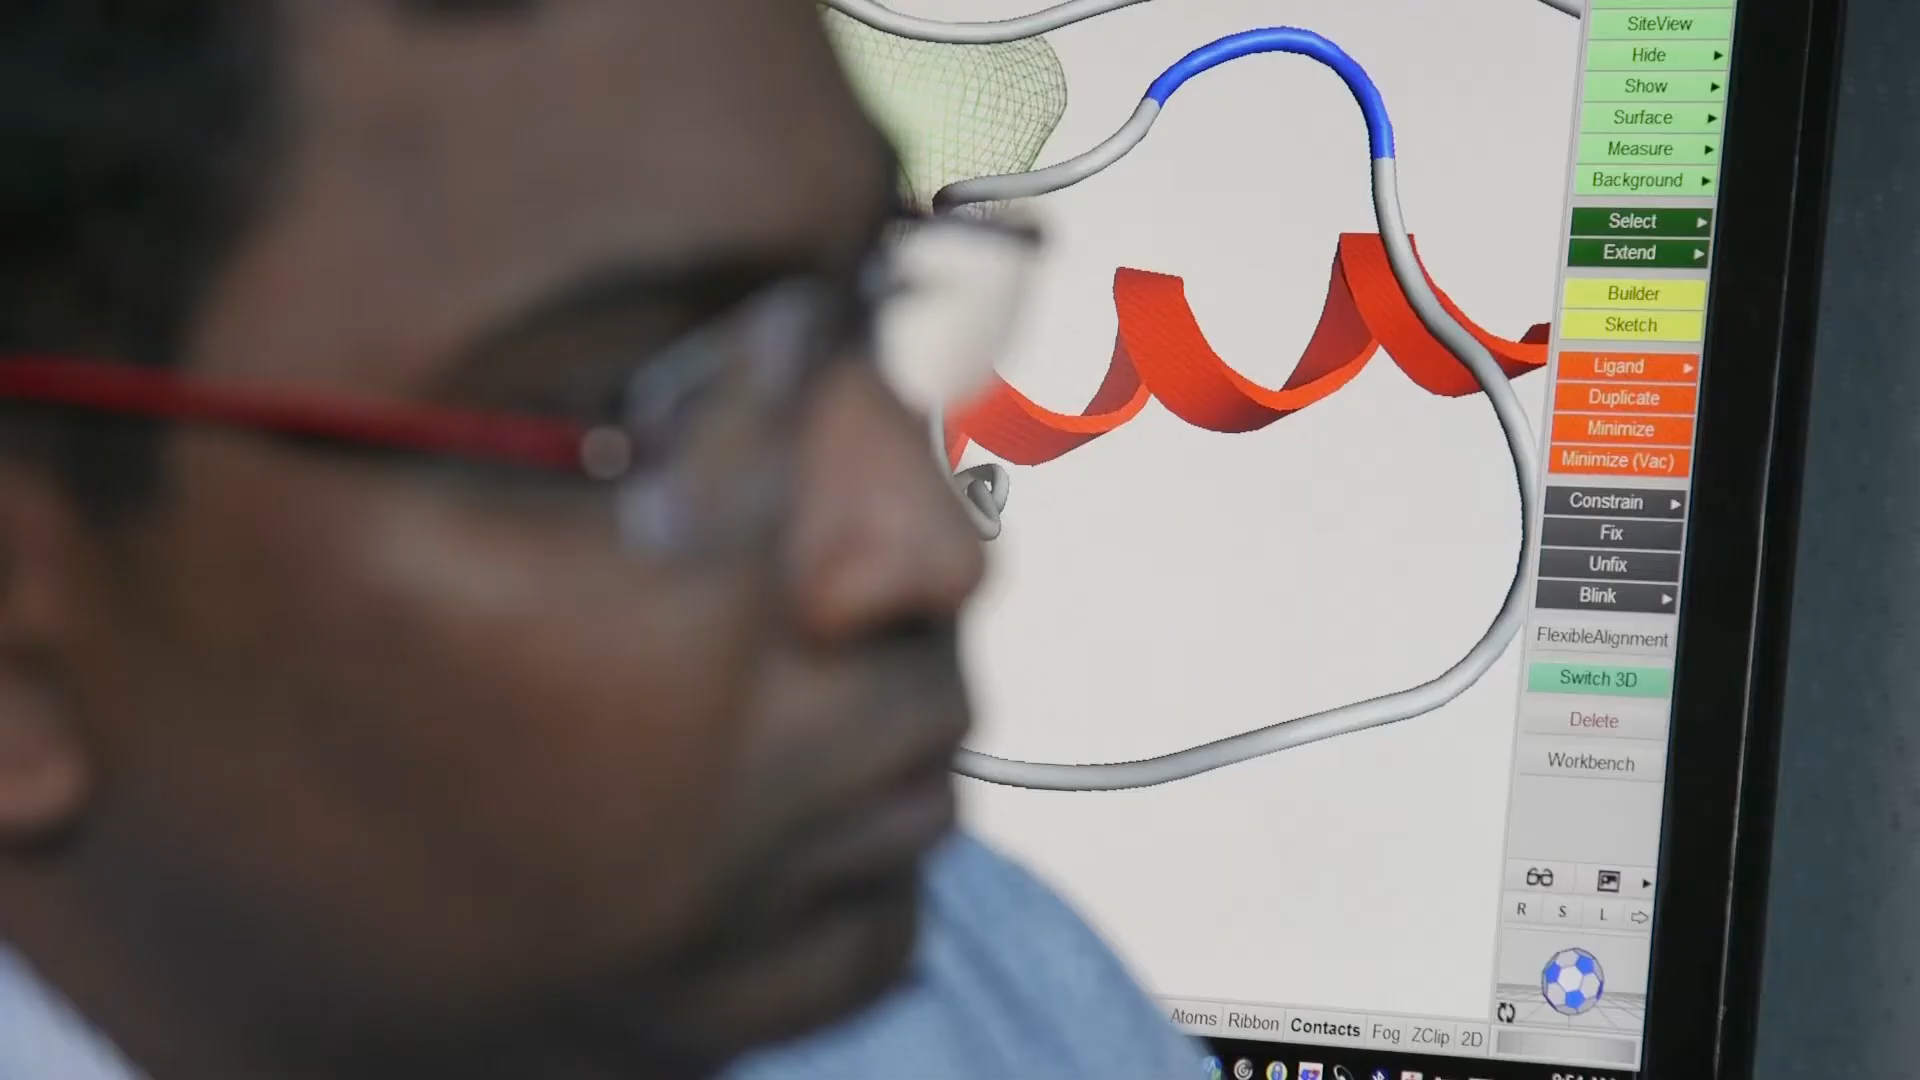 SiteView
Hide
Show
Surface
Measure
Background
Select
Extend
Builder
Sketch
Ligand
Duplicate
Minimize
Minimize (Vac)
Constrain
Fix
Unfix
Blink
FlexibleAlignment
Switch 3D
Delete
Workbench
R S L
Atoms Ribbon Contacts Fog ZClip 2D